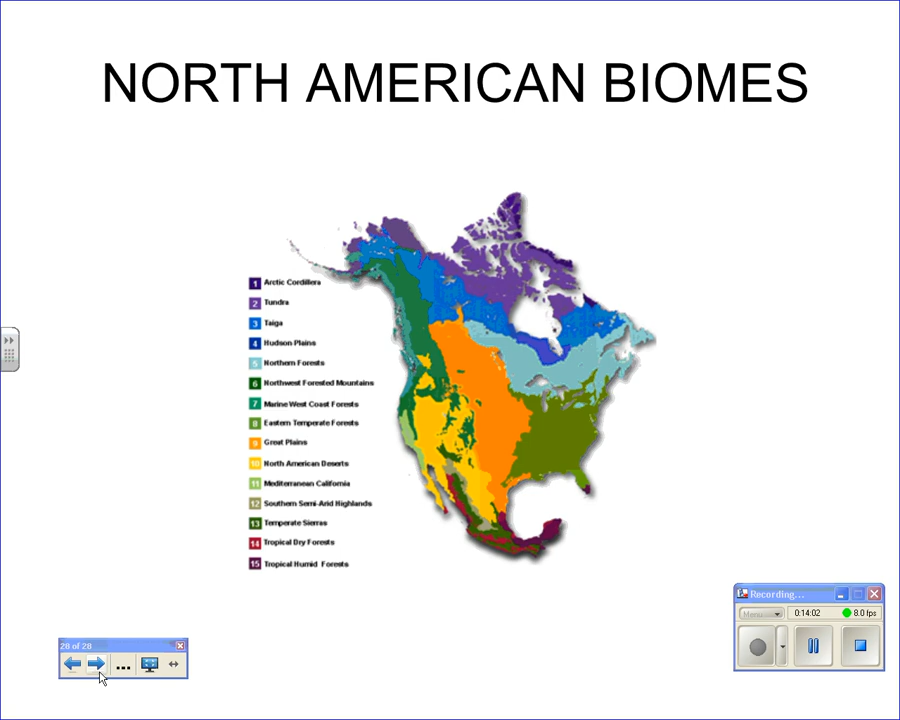 NORTH AMERICAN BIOMES
1 Arctic Cordillera
2 Tundra
3 Taiga
4 Hudson Plains
5 Northern Forests
6 Northwest Forested Mountains
7 Marine West Coast Forests
8 Eastern Temperate Forests
9 Great Plains
10 North American Deserts
11 Mediterranean California
12 Southern Semi-Arid Highlands
13 Temperate Sierras
14 Tropical Dry Forests
15 Tropical Humid Forests
Recording...
Menu
0:14:02
8.0 fps
28 of 28
...